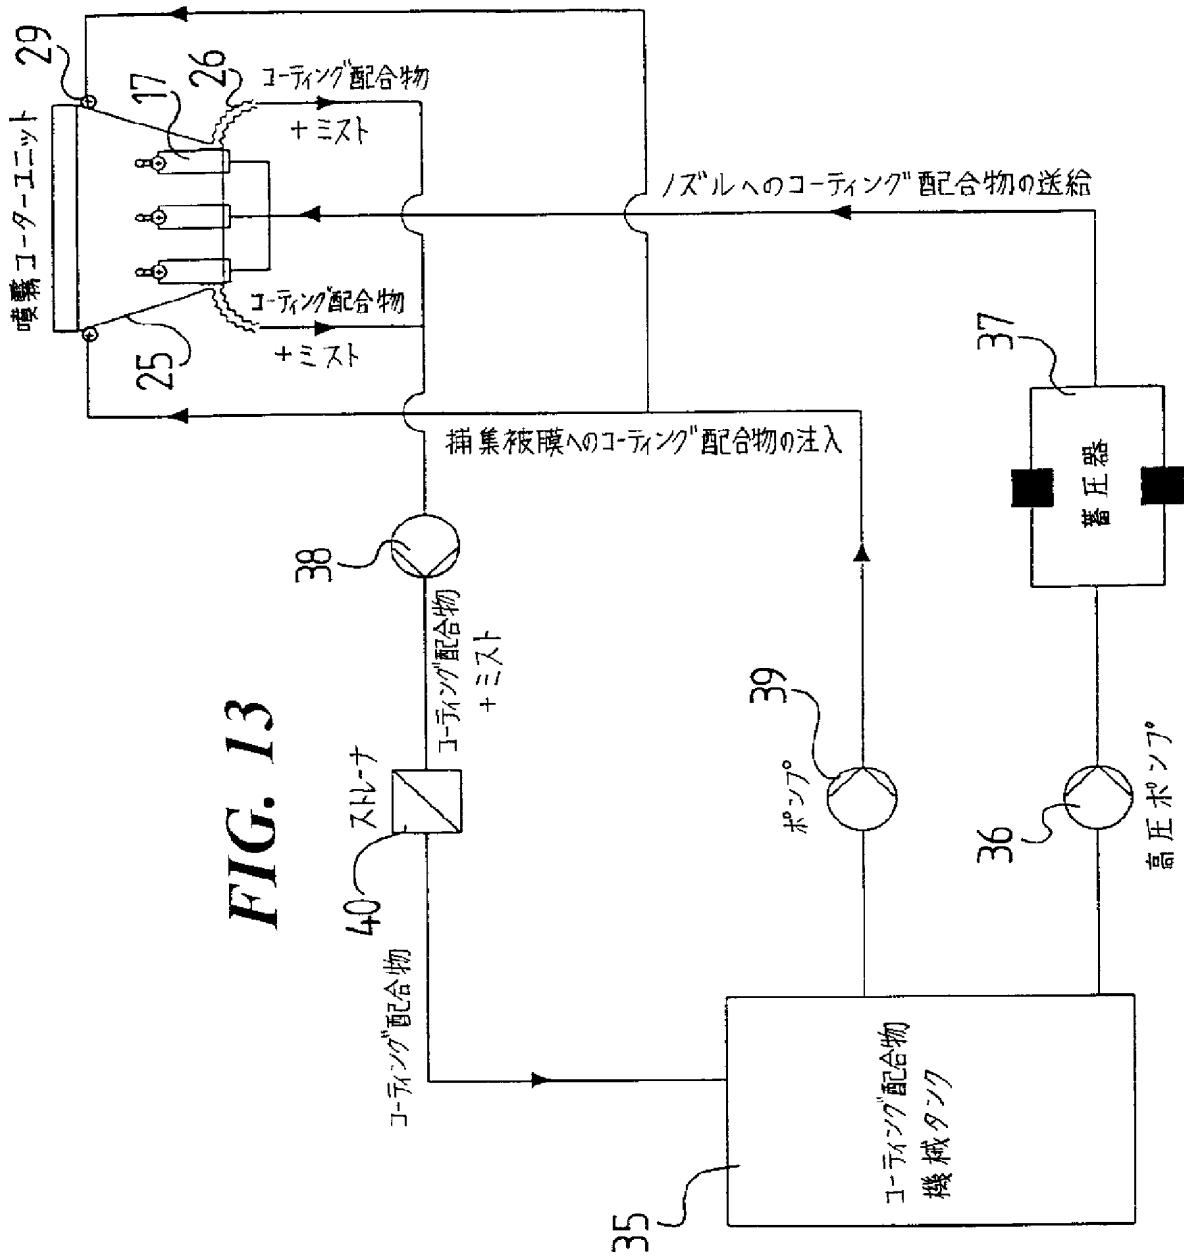 FIG. 13
噴霧コーターユニット
29
17
26
25
コーティング配合物
+ミスト
コーティング配合物
+ミスト
ノズルへのコーティング配合物の送給
捕集被膜へのコーティング配合物の注入
38
コーティング配合物
+ミスト
ストレーナ
40
コーティング配合物
39
ポンプ
37
蓄圧器
36
高圧ポンプ
35
コーティング配合物
機械タンク